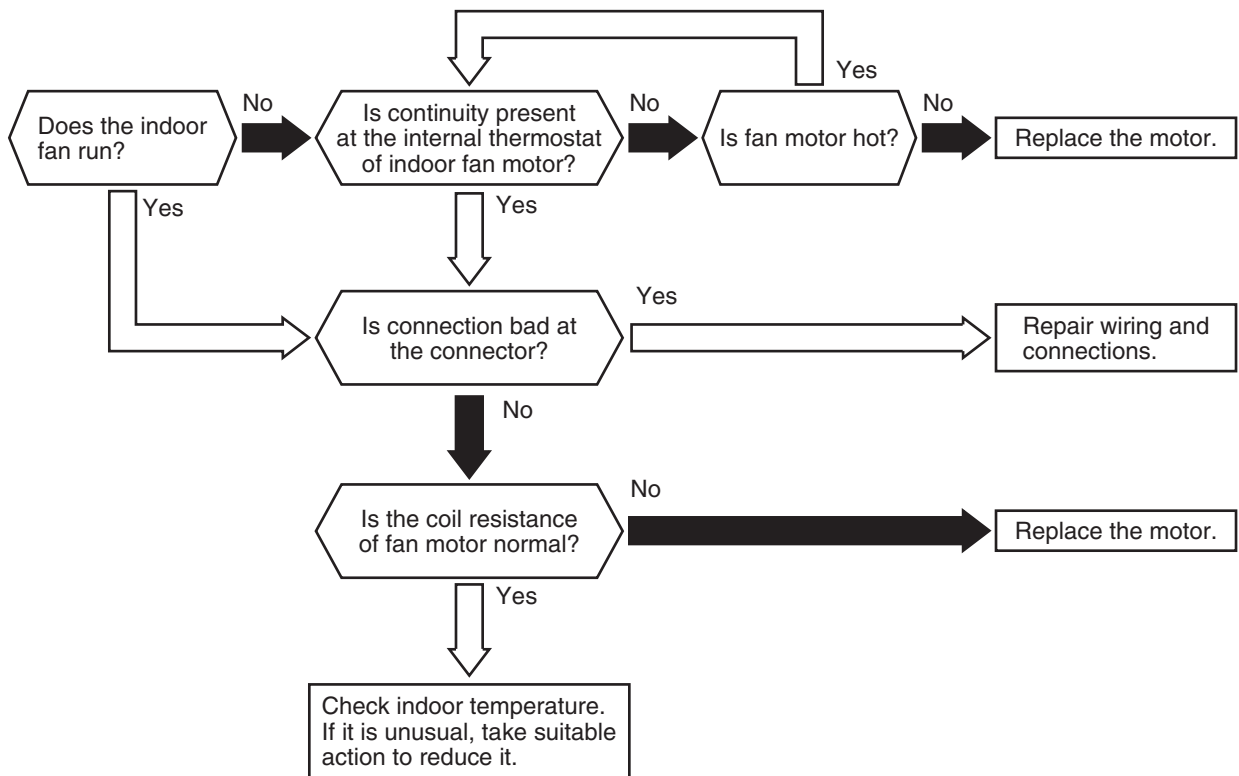 Yes
Does the indoor
fan run?
No
Is continuity present
at the internal thermostat
of indoor fan motor?
No
Is fan motor hot?
No
Replace the motor.
Yes
Yes
Is connection bad at
the connector?
Yes
Repair wiring and
connections.
No
Is the coil resistance
of fan motor normal?
No
Replace the motor.
Yes
Check indoor temperature.
If it is unusual, take suitable
action to reduce it.